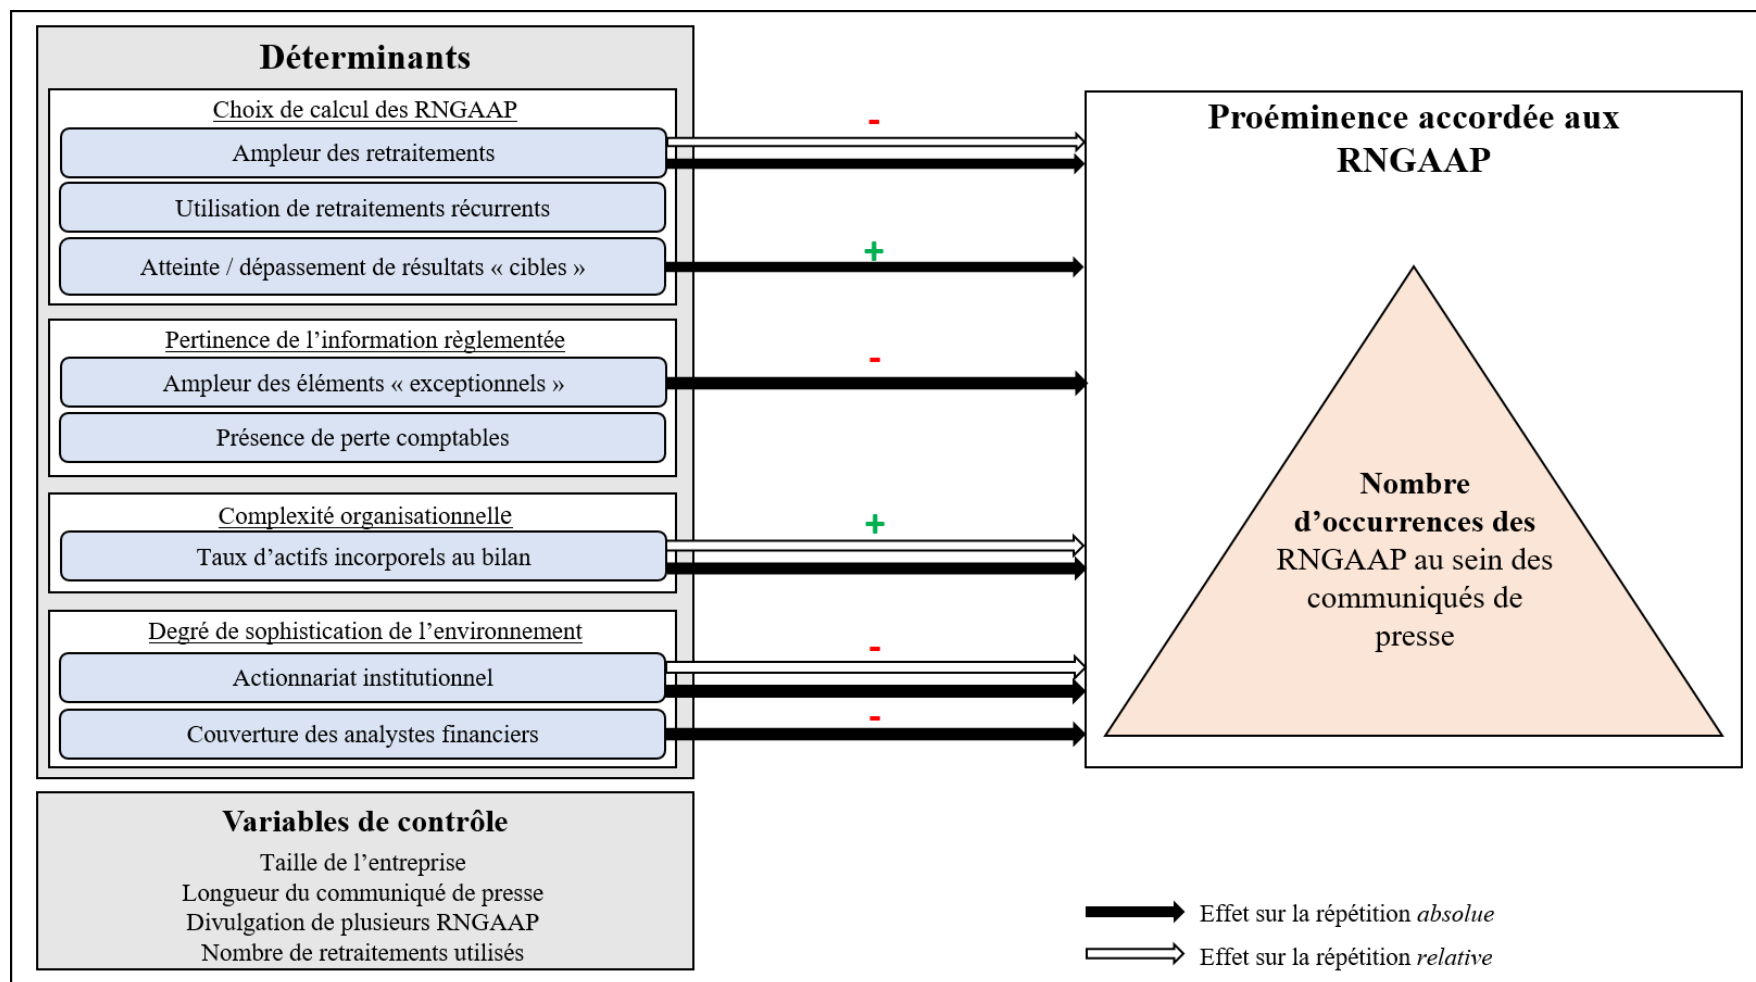 Déterminants
Choix de calcul des RNGAAP
Ampleur des retraitements
Utilisation de retraitements récurrents
Atteinte / dépassement de résultats « cibles »
Pertinence de l’information règlementée
Ampleur des éléments « exceptionnels »
Présence de perte comptables
Complexité organisationnelle
Taux d’actifs incorporels au bilan
Degré de sophistication de l’environnement
Actionnariat institutionnel
Couverture des analystes financiers
Variables de contrôle
Taille de l’entreprise
Longueur du communiqué de presse
Divulgation de plusieurs RNGAAP
Nombre de retraitements utilisés
-
+
-
+
-
-
Proéminence accordée aux
RNGAAP
Nombre
d’occurrences des
RNGAAP au sein des
communiqués de
presse
Effet sur la répétition absolue
Effet sur la répétition relative